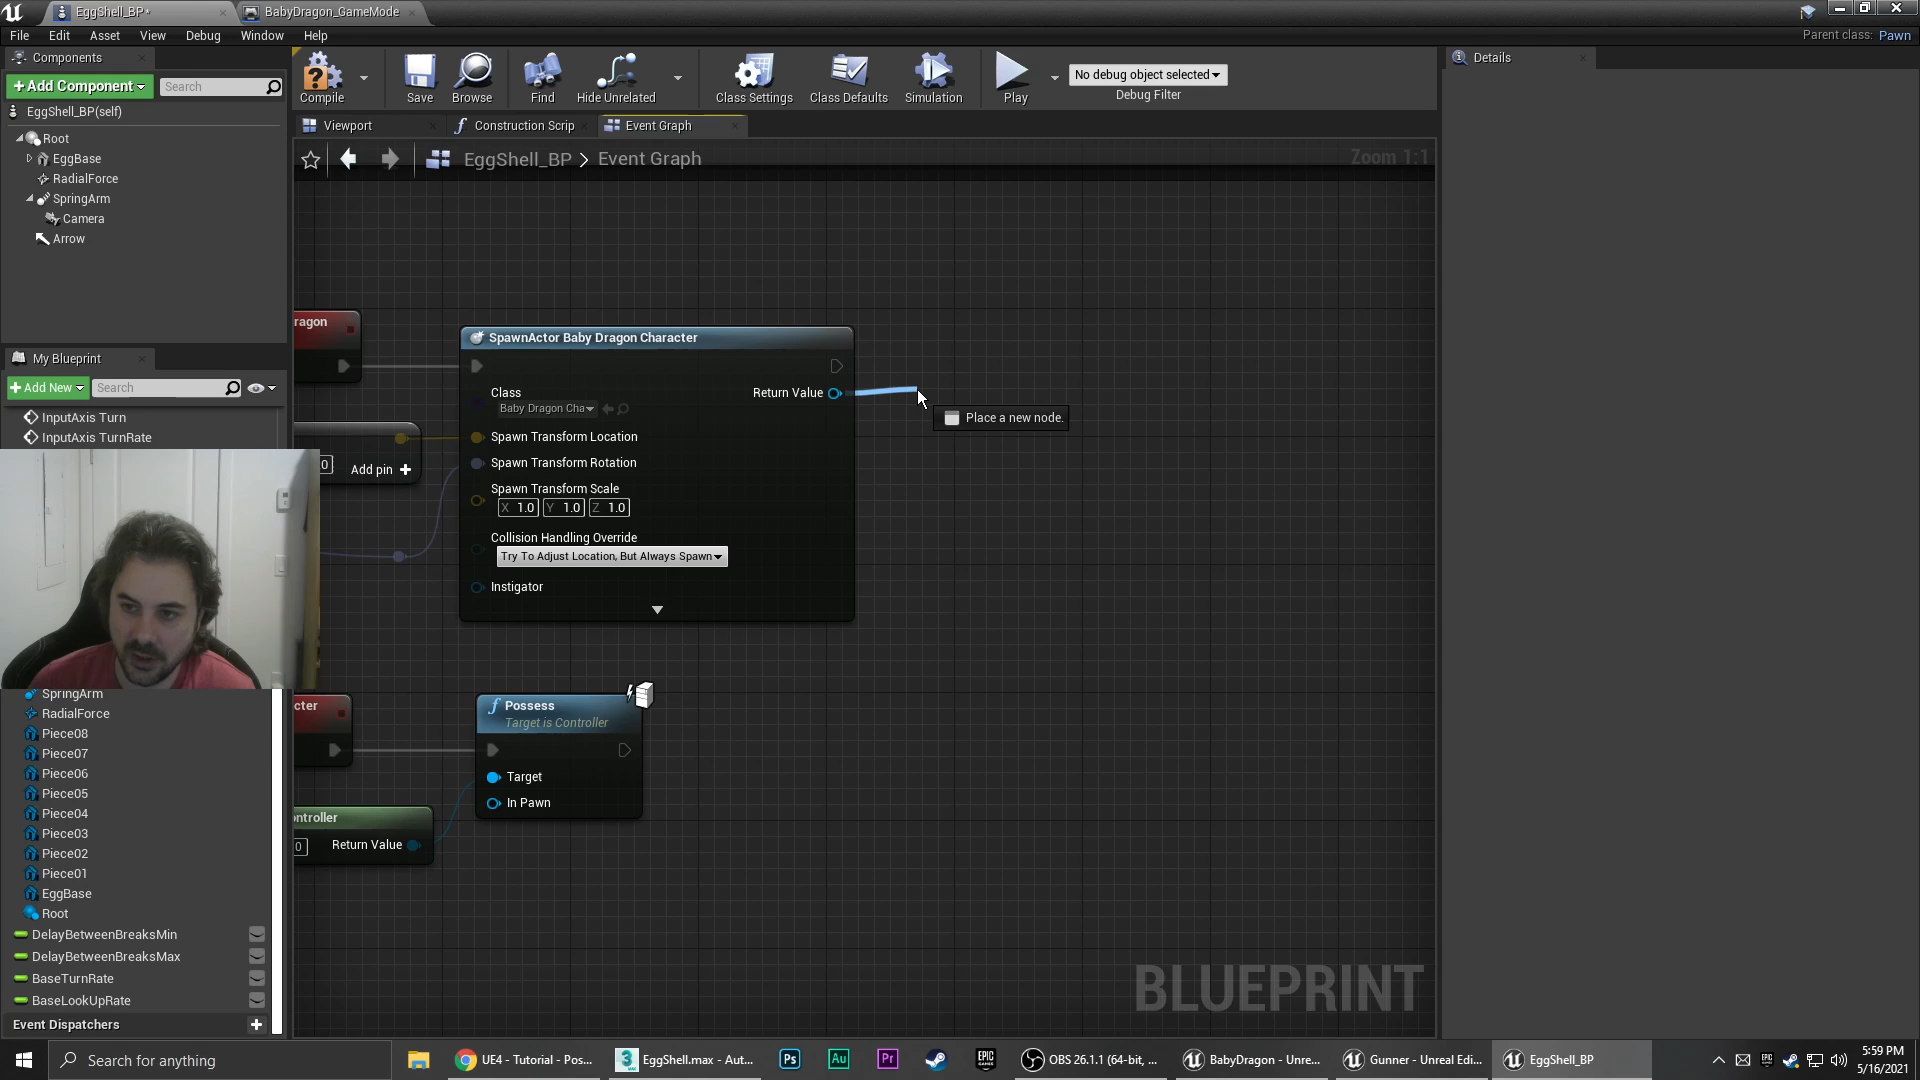 EggShell_BP*
BabyDragon_GameMode
File Edit Asset View Debug Window Help
Parent class: Pawn
Components
Add Component
Search
EggShell_BP(self)
Root
EggBase
RadialForce
SpringArm
Camera
Arrow
Compile
Save
Browse
Find
Hide Unrelated
Class Settings
Class Defaults
Simulation
Play
No debug object selected
Debug Filter
Details
Viewport
Construction Scrip
Event Graph
EggShell_BP > Event Graph
Zoom 1:1
ragon
SpawnActor Baby Dragon Character
Class
Baby Dragon Cha
Return Value
Place a new node.
Spawn Transform Location
Spawn Transform Rotation
Spawn Transform Scale
X 1.0 Y 1.0 Z 1.0
Collision Handling Override
Try To Adjust Location, But Always Spawn
Instigator
0
Add pin +
My Blueprint
Add New
Search
InputAxis Turn
InputAxis TurnRate
cter
Possess
Target is Controller
Target
In Pawn
ontroller
0 Return Value
SpringArm
RadialForce
Piece08
Piece07
Piece06
Piece05
Piece04
Piece03
Piece02
Piece01
EggBase
Root
DelayBetweenBreaksMin
DelayBetweenBreaksMax
BaseTurnRate
BaseLookUpRate
Event Dispatchers
BLUEPRINT
Search for anything
UE4 - Tutorial - Pos...
EggShell.max - Aut...
Ps
Au
Pr
EPIC GAMES
OBS 26.1.1 (64-bit, ...
BabyDragon - Unre...
Gunner - Unreal Edi...
EggShell_BP
5:59 PM
5/16/2021